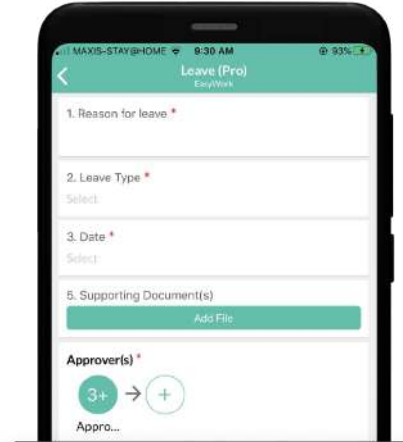 MAXIS-STAY@HOME 9:30 AM 93%
Leave (Pro)
EasyWork
1. Reason for leave *
2. Leave Type *
Select
3. Date *
Select
5. Supporting Document(s)
Add File
Approver(s) *
3+ → +
Appro...